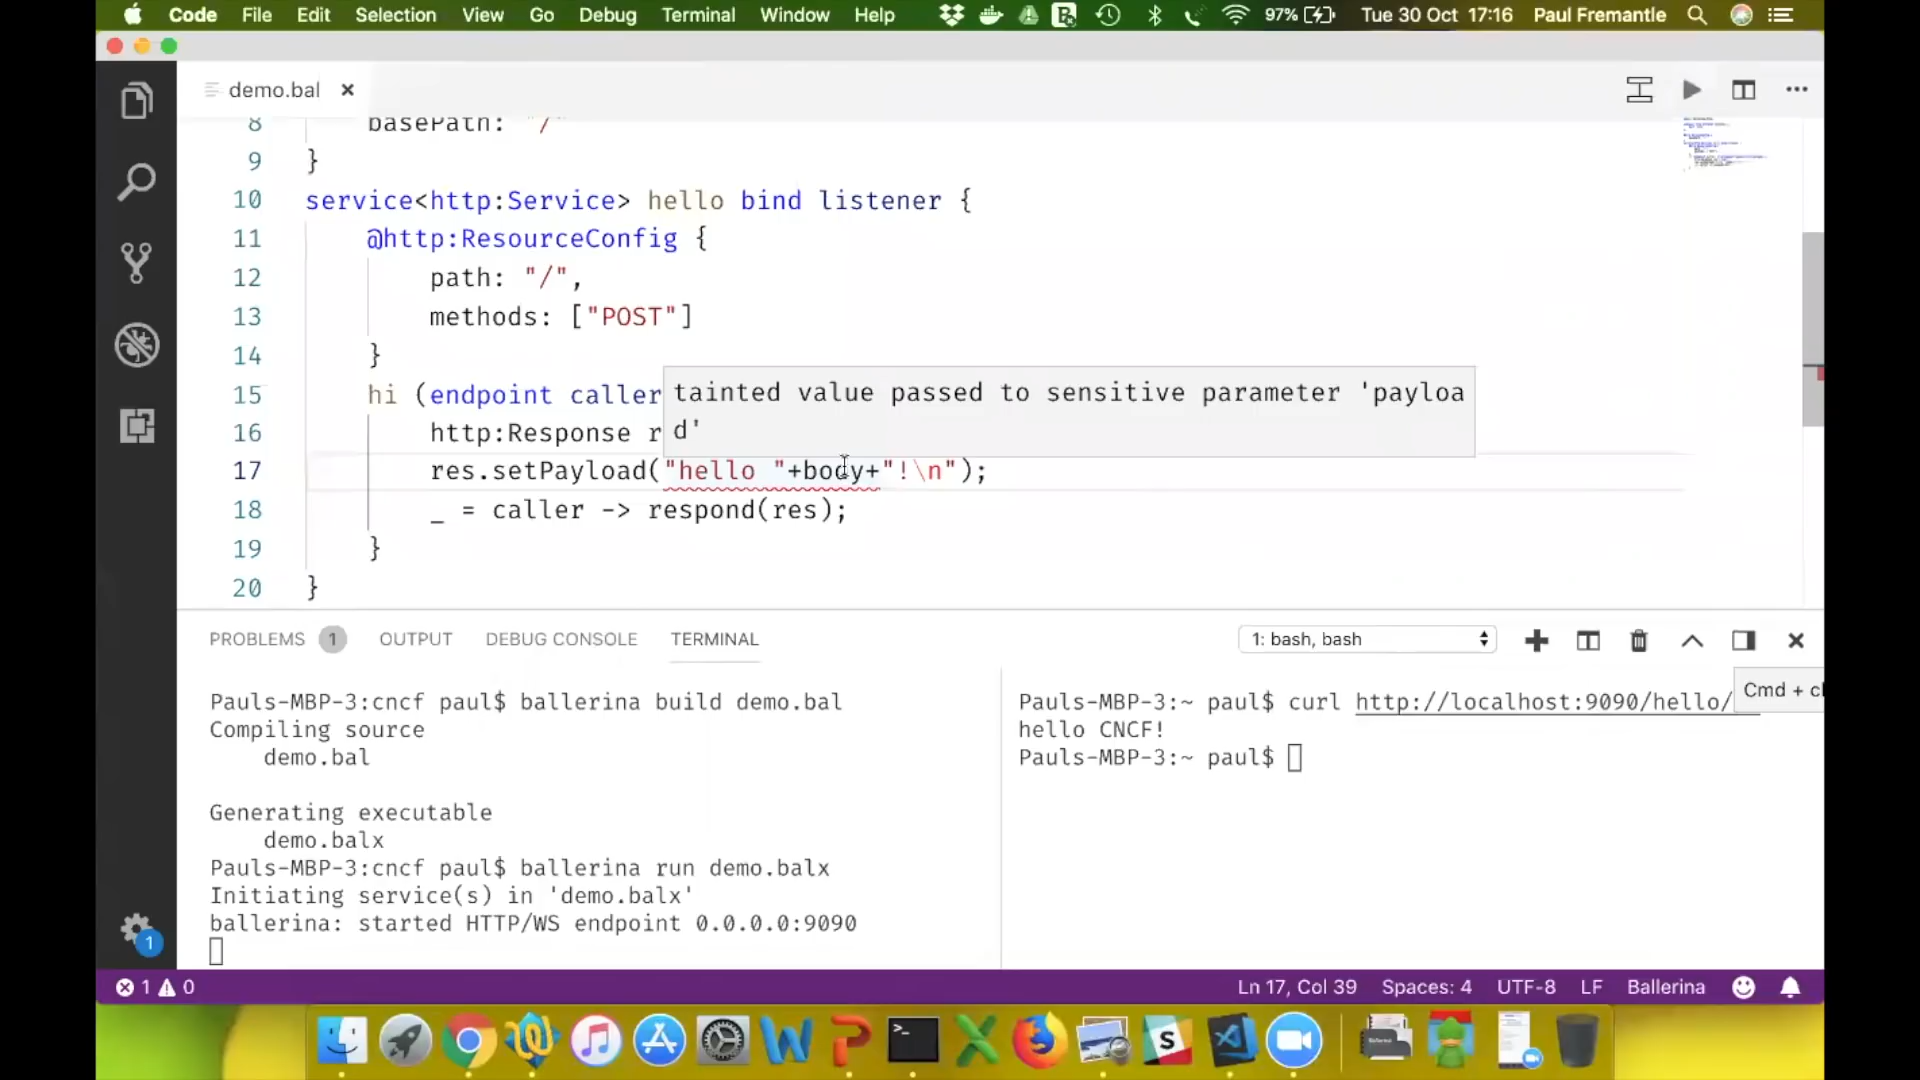 Code File Edit Selection View Go Debug Terminal Window Help 97% Tue 30 Oct 17:16 Paul Fremantle
demo.bal
8 basePath: "/"
9 }
10 service<http:Service> hello bind listener {
11 @http:ResourceConfig {
12 path: "/",
13 methods: ["POST"]
14 }
15 hi (endpoint caller
tainted value passed to sensitive parameter 'payloa
d'
16 http:Response r
17 res.setPayload("hello "+body+"!\n");
18 _ = caller -> respond(res);
19 }
20 }
PROBLEMS 1 OUTPUT DEBUG CONSOLE TERMINAL 1: bash, bash
Cmd + cl
Pauls-MBP-3:cncf paul$ ballerina build demo.bal
Compiling source
demo.bal
Generating executable
demo.balx
Pauls-MBP-3:cncf paul$ ballerina run demo.balx
Initiating service(s) in 'demo.balx'
ballerina: started HTTP/WS endpoint 0.0.0.0:9090
Pauls-MBP-3:~ paul$ curl http://localhost:9090/hello/
hello CNCF!
Pauls-MBP-3:~ paul$
1
1 0 Ln 17, Col 39 Spaces: 4 UTF-8 LF Ballerina